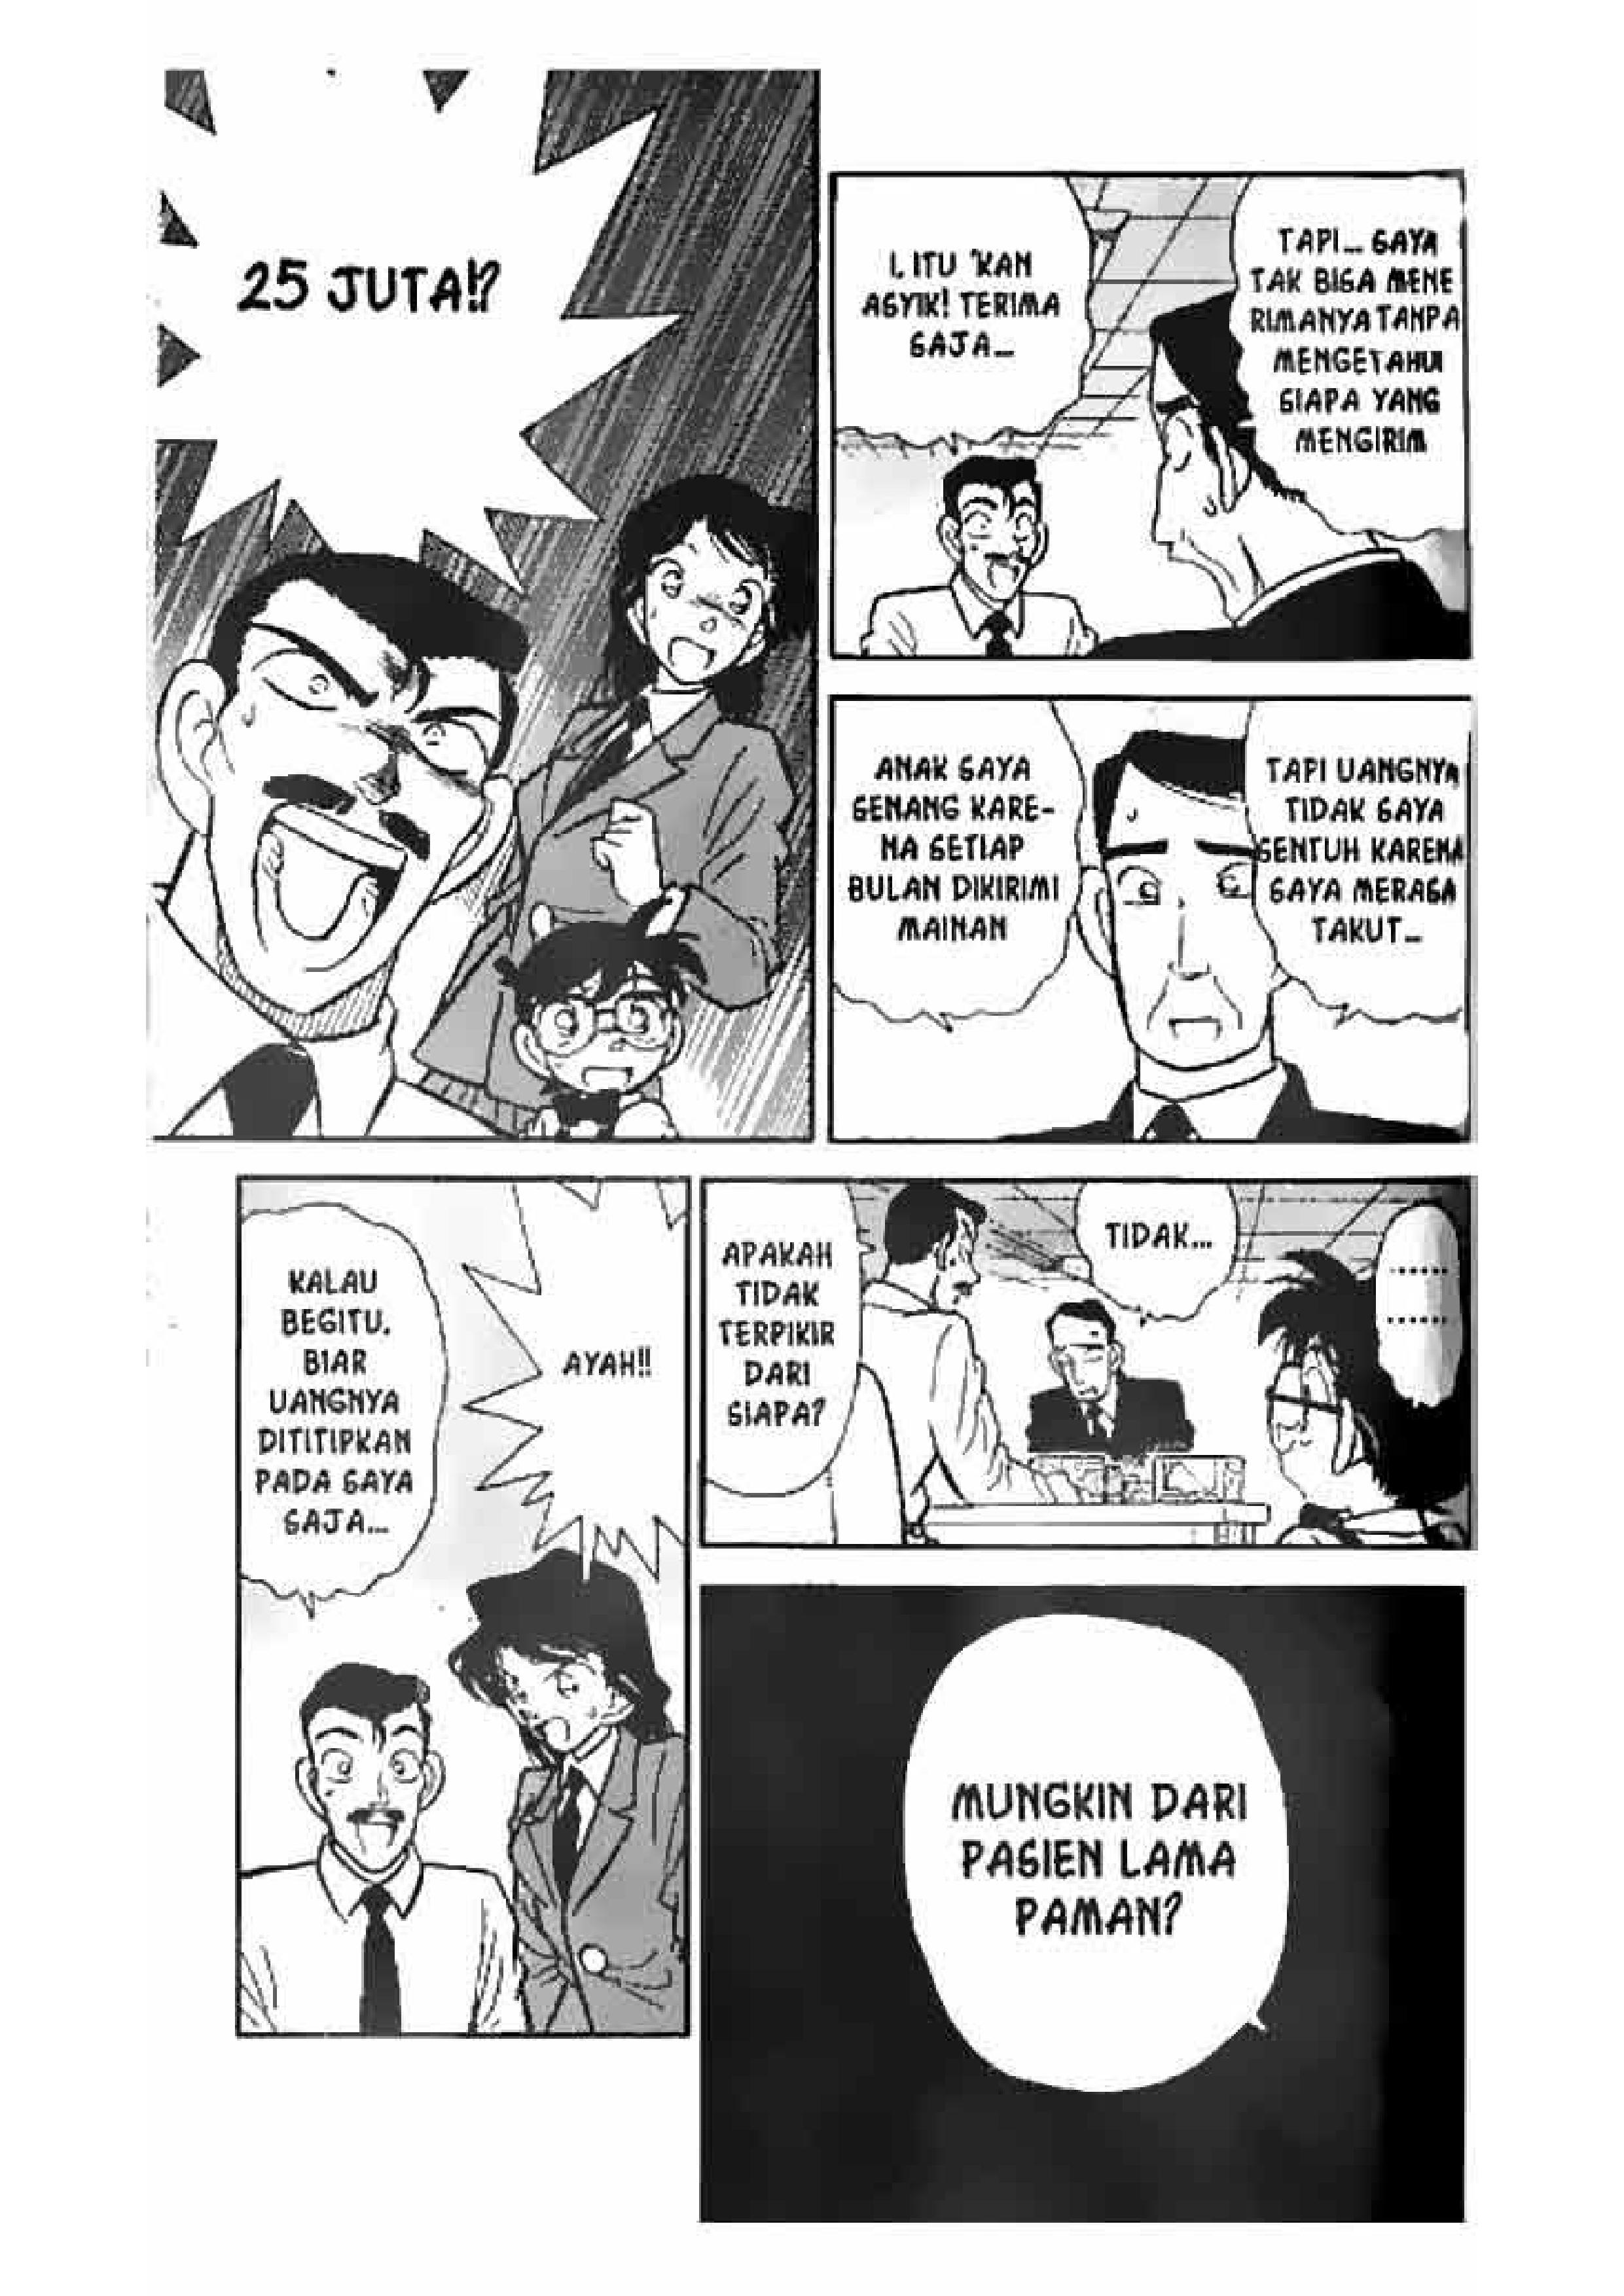 25 JUTA!?
TAPI... SAYA
TAK BISA MENE
RIMANYA TANPA
MENGETAHUI
SIAPA YANG
MENGIRIM
I, ITU 'KAN
ASYIK! TERIMA
SAJA...
TAPI UANGNYA
TIDAK SAYA
SENTUH KARENA
SAYA MERASA
TAKUT...
ANAK SAYA
SENANG KARE-
NA SETIAP
BULAN DIKIRIMI
MAINAN
......
......
TIDAK...
APAKAH
TIDAK
TERPIKIR
DARI
SIAPA?
AYAH!!
KALAU
BEGITU,
BIAR
UANGNYA
DITITIPKAN
PADA SAYA
SAJA...
MUNGKIN DARI
PASIEN LAMA
PAMAN?